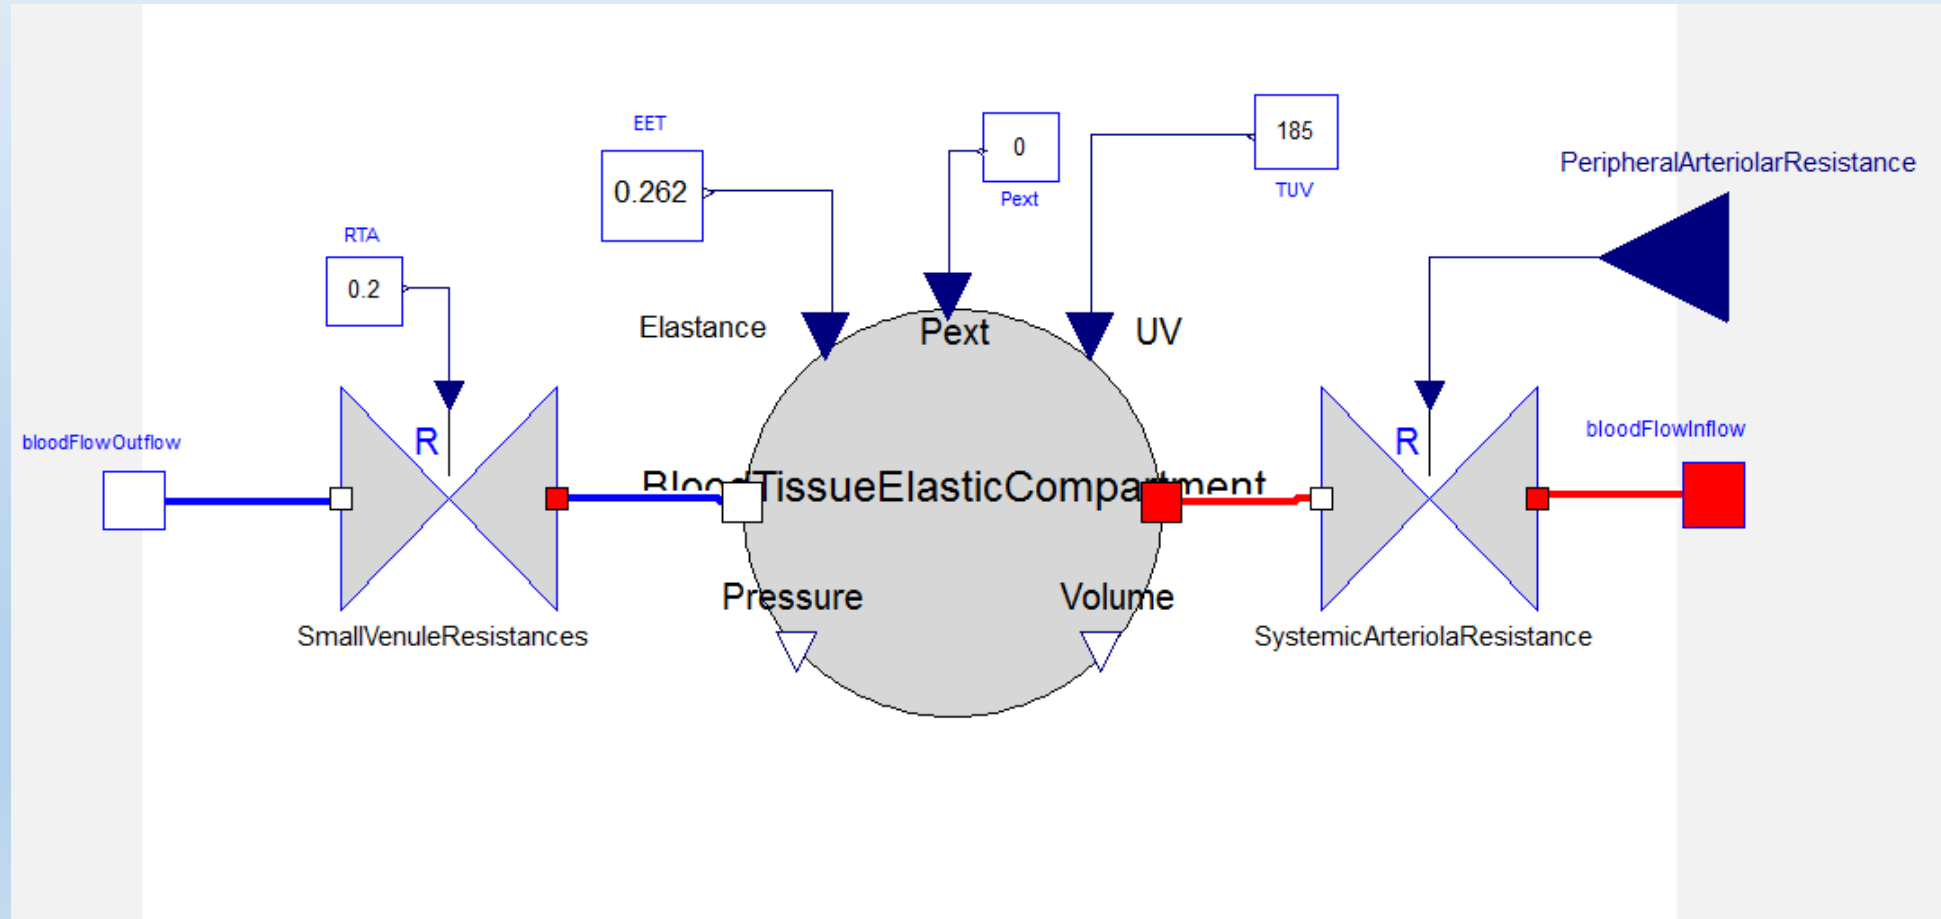 EET
0.262
0
Pext
185
TUV
PeripheralArteriolarResistance
RTA
0.2
Elastance
Pext
UV
R
R
bloodFlowOutflow
bloodFlowInflow
BloodTissueElasticCompartment
Pressure
Volume
SmallVenuleResistances
SystemicArteriolaResistance